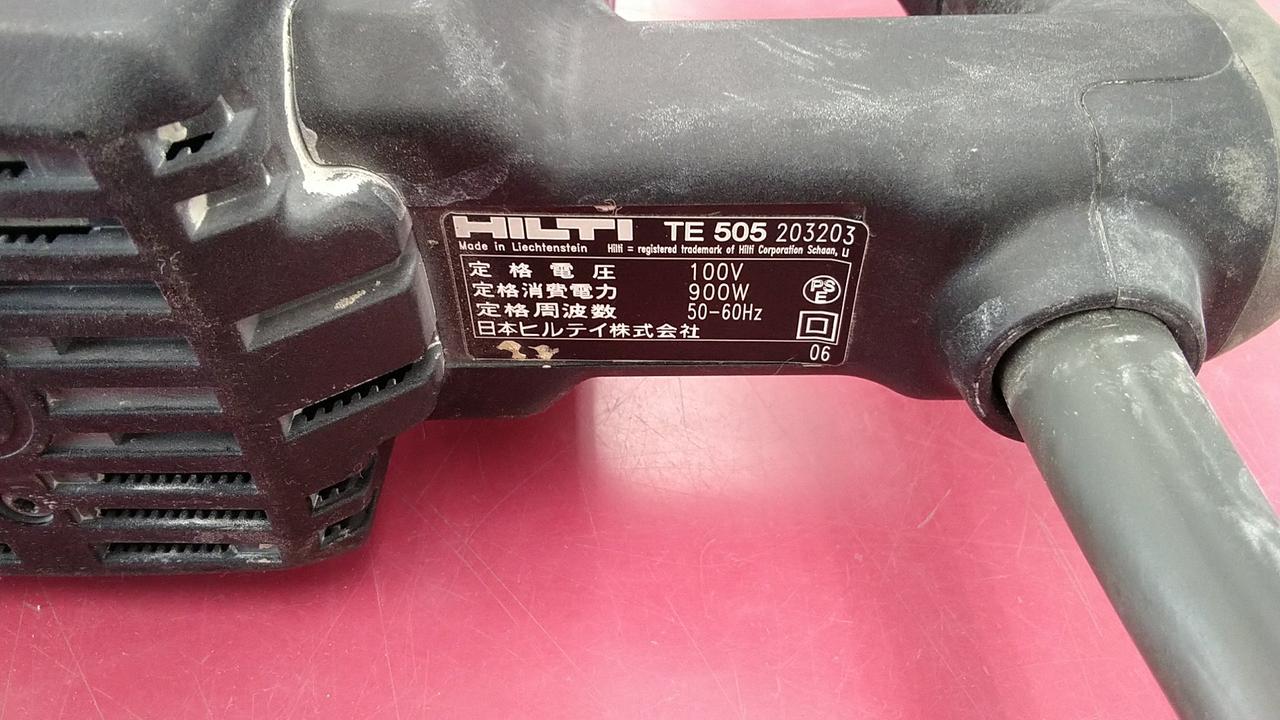 HILTI TE 505 203203
Made in Liechtenstein Hilti = registered trademark of Hilti Corporation Schaan,
定格電圧 100V
定格消費電力 900W
定格周波数 50-60Hz
日本ヒルテイ株式会社
PS
E
06